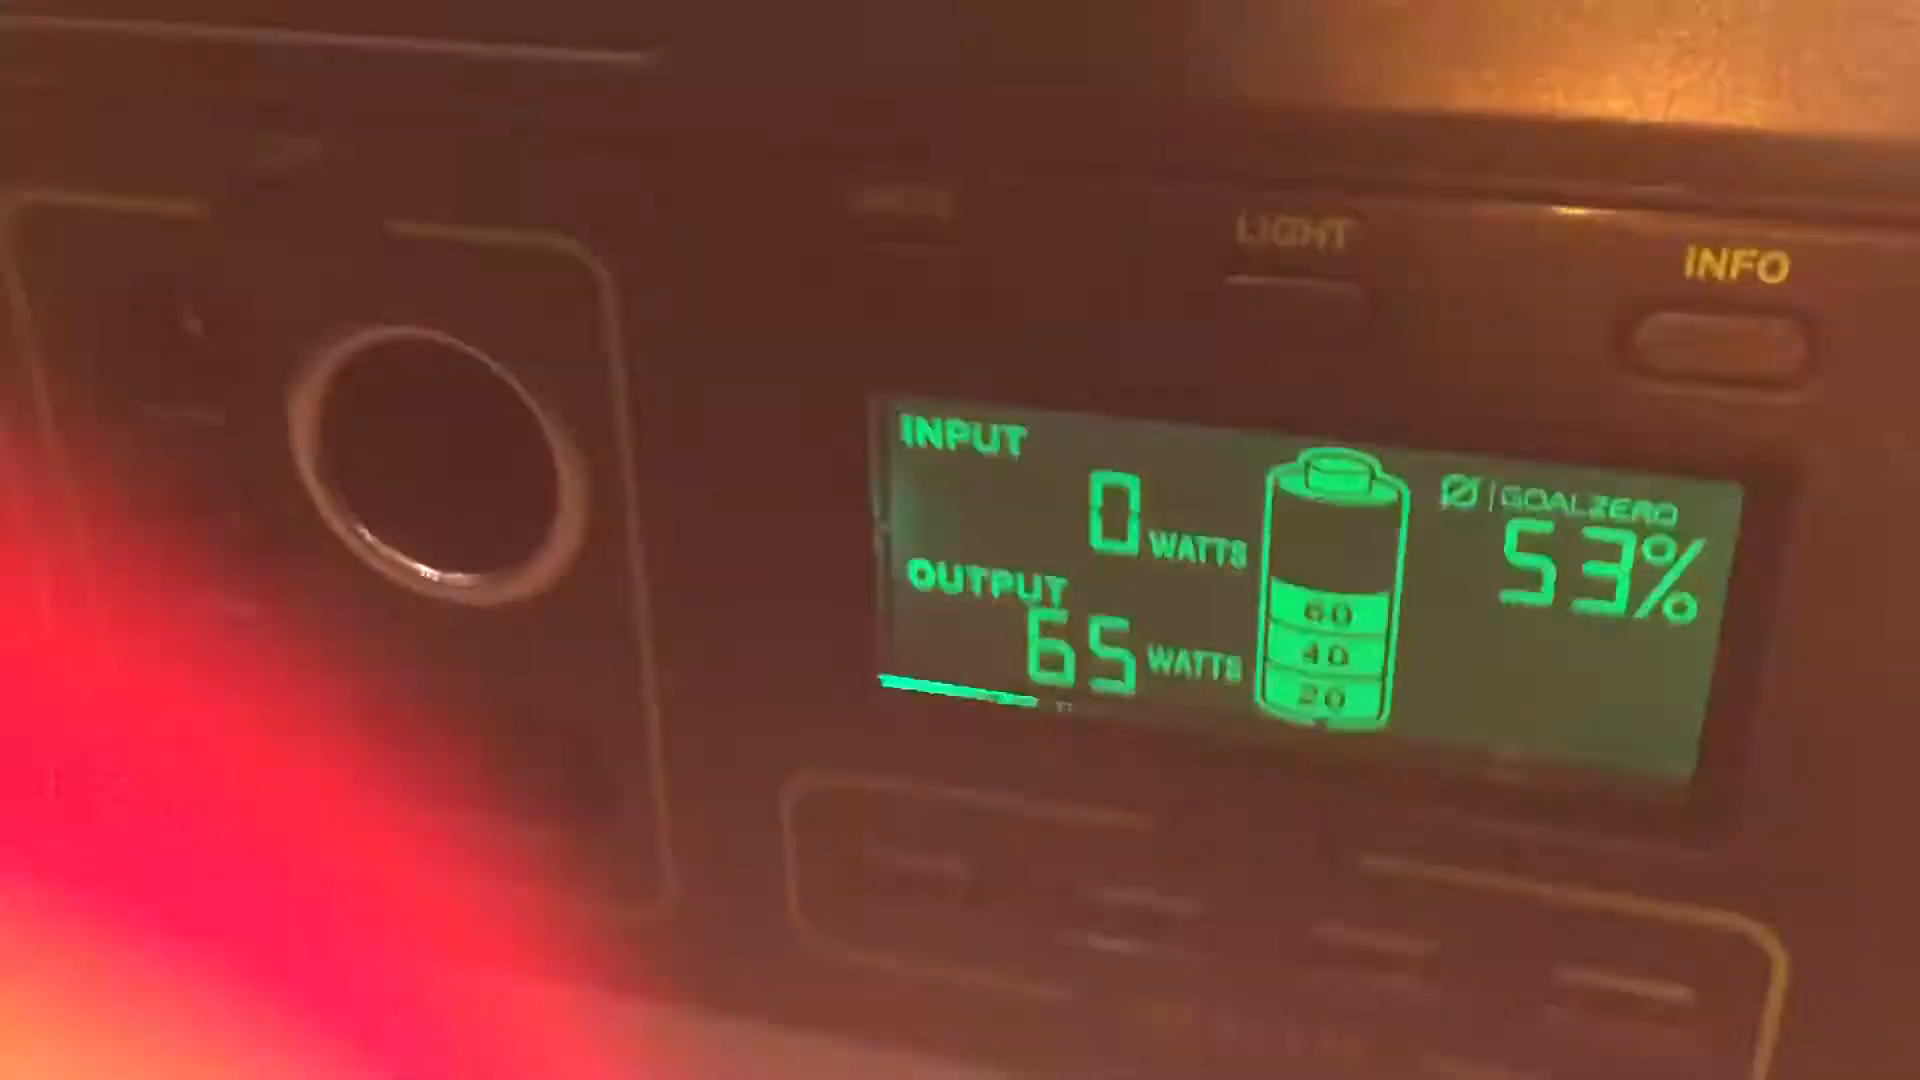 LIGHT
INFO
INPUT
0 WATTS
OUTPUT
65 WATTS
60
40
20
GOALZERO
53%